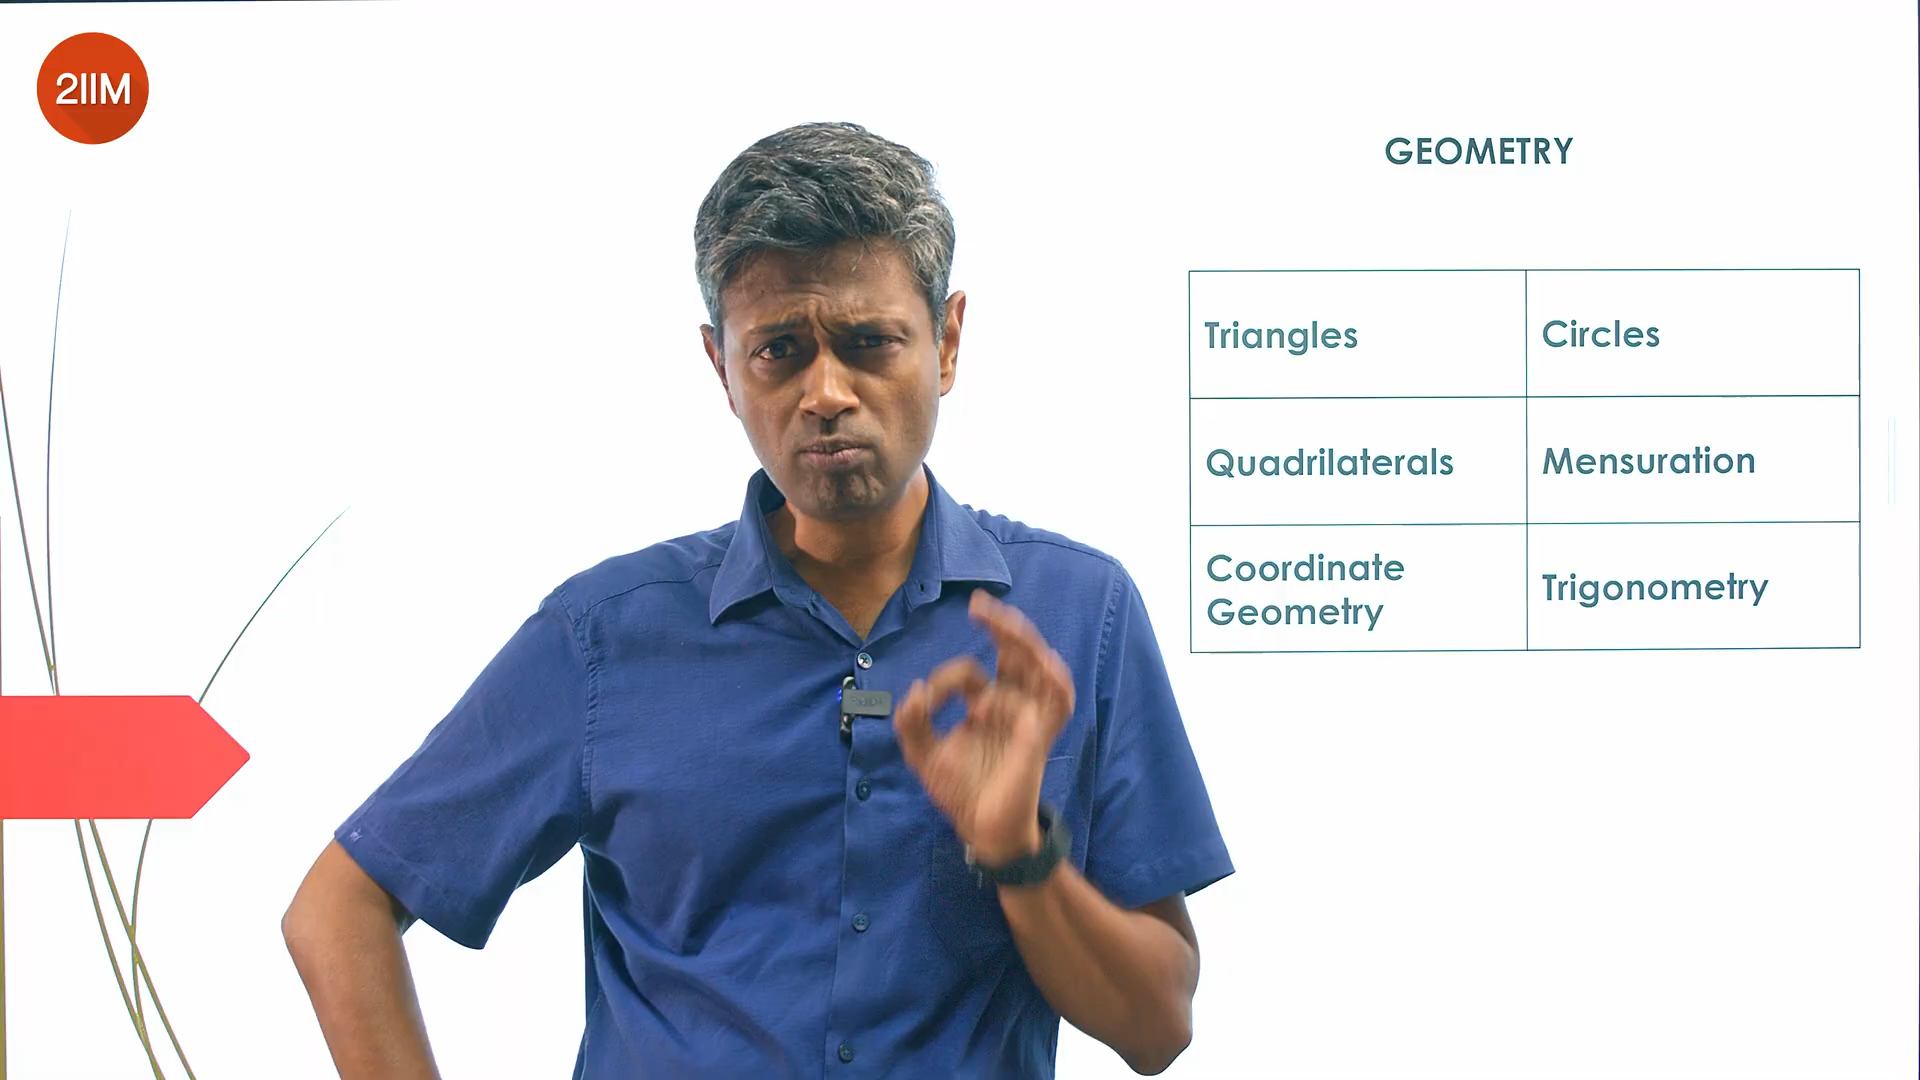 2IIM
GEOMETRY
Triangles
Circles
Quadrilaterals
Mensuration
Coordinate
Geometry
Trigonometry